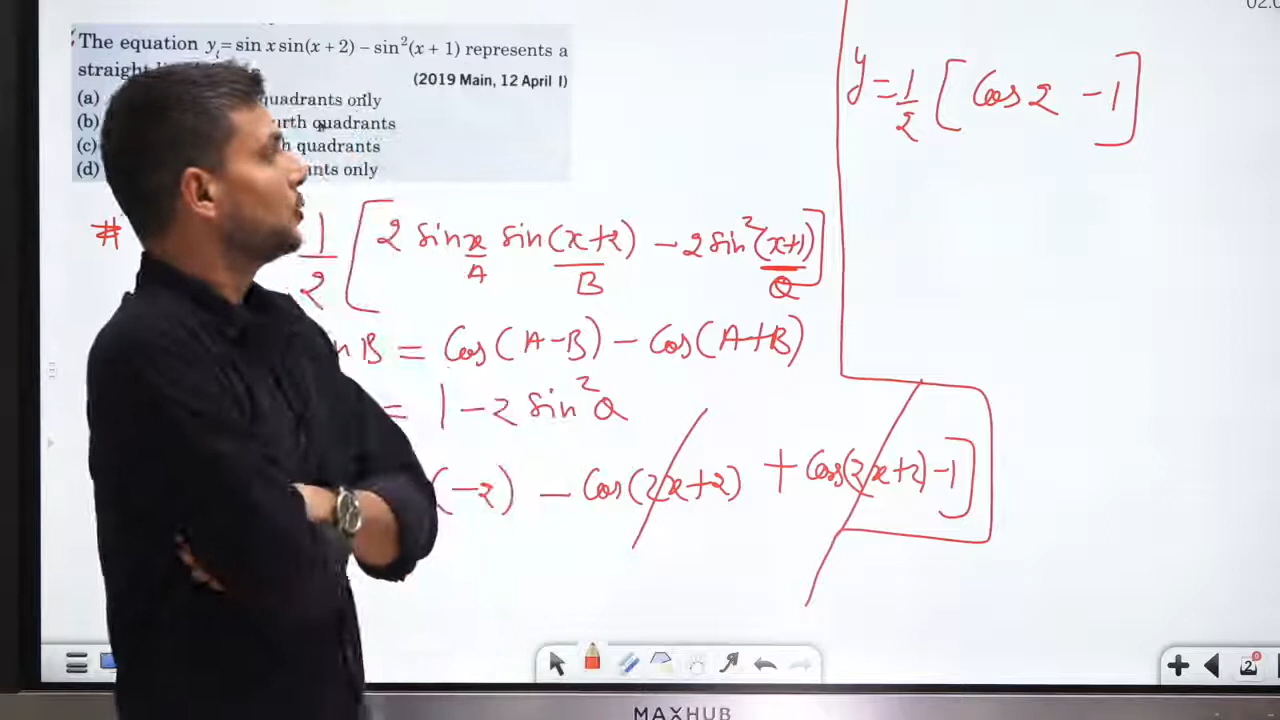 The equation y = sin x sin(x + 2) − sin²(x + 1) represents a
straight
(2019 Main, 12 April I)
(a) quadrants only
(b) quadrants
(c) quadrants
(d) only
# 1/2 [2 sin x sin(x+2) − 2 sin²(x+1)]
A B θ
B = Cos(A−B) − Cos(A+B)
= 1 − 2 sin²θ
(−2) − Cos(2x+2) + Cos(2x+2) −1]
y = 1/2 [Cos 2 − 1]
2
MAXHUB